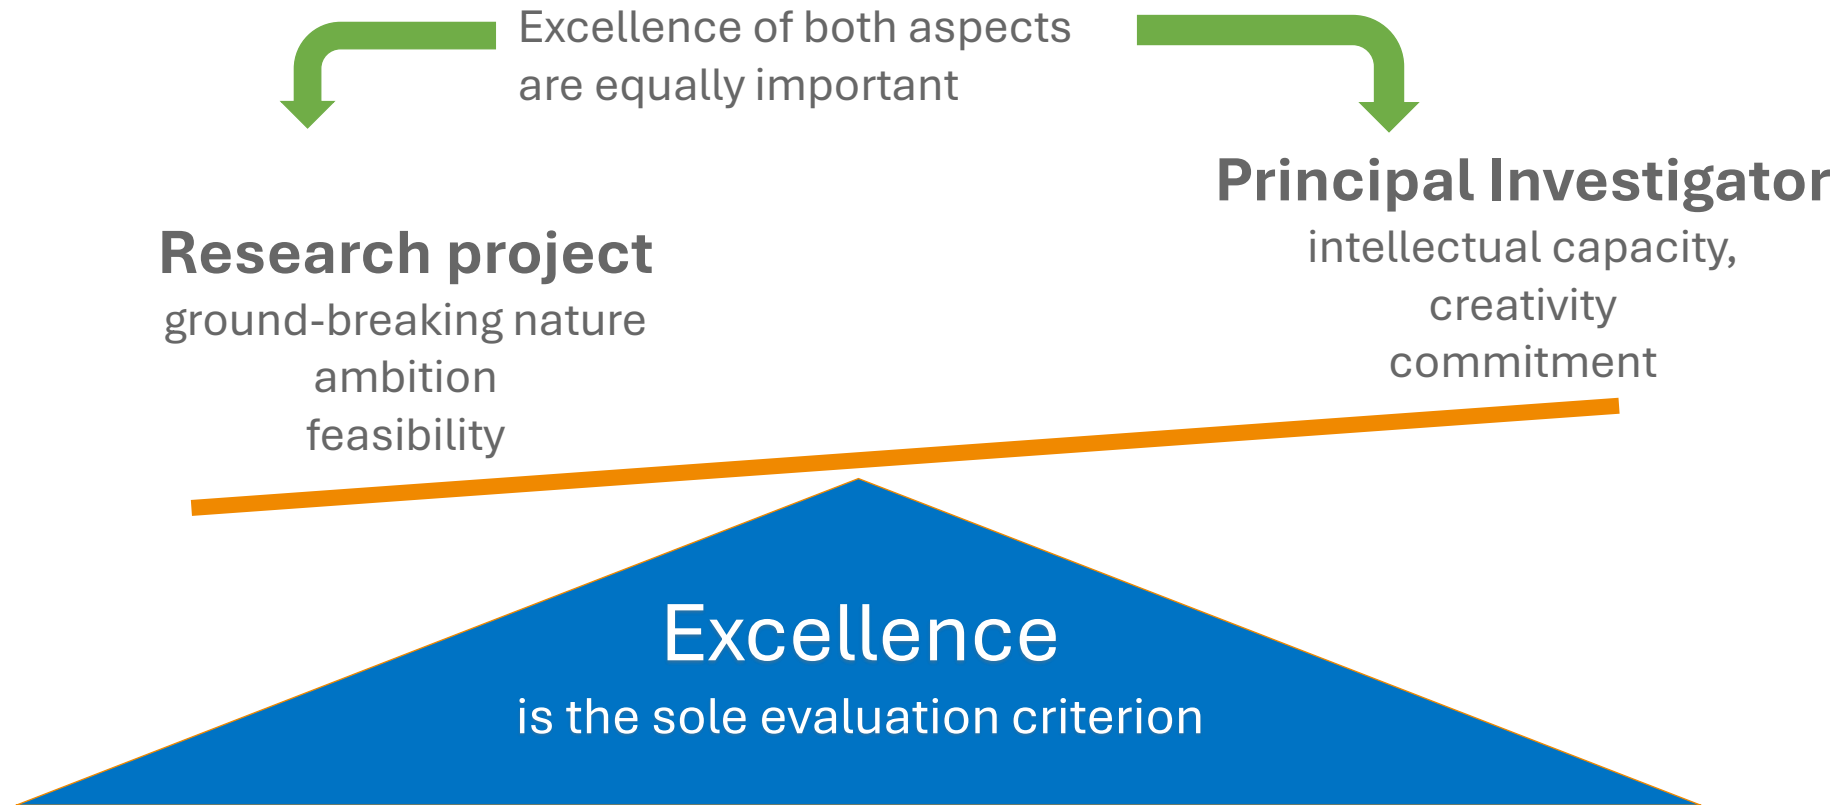 Excellence of both aspects
are equally important
Research project
ground-breaking nature
ambition
feasibility
Principal Investigator
intellectual capacity,
creativity
commitment
Excellence
is the sole evaluation criterion